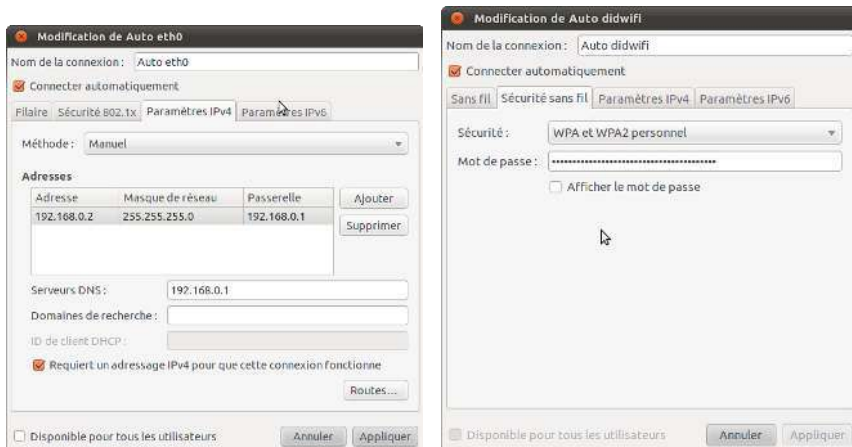 Modification de Auto eth0
Nom de la connexion : Auto eth0
Connecter automatiquement
Filaire Sécurité 802.1x Paramètres IPv4 Paramètres IPv6
Méthode : Manuel
Adresses
Adresse Masque de réseau Passerelle
192.168.0.2 255.255.255.0 192.168.0.1
Ajouter
Supprimer
Serveurs DNS : 192.168.0.1
Domaines de recherche :
ID de client DHCP :
Requiert un adressage IPv4 pour que cette connexion fonctionne
Routes...
Disponible pour tous les utilisateurs Annuler Appliquer
Modification de Auto didwifi
Nom de la connexion : Auto didwifi
Connecter automatiquement
Sans fil Sécurité sans fil Paramètres IPv4 Paramètres IPv6
Sécurité : WPA et WPA2 personnel
Mot de passe :
Afficher le mot de passe
Disponible pour tous les utilisateurs Annuler Appliquer